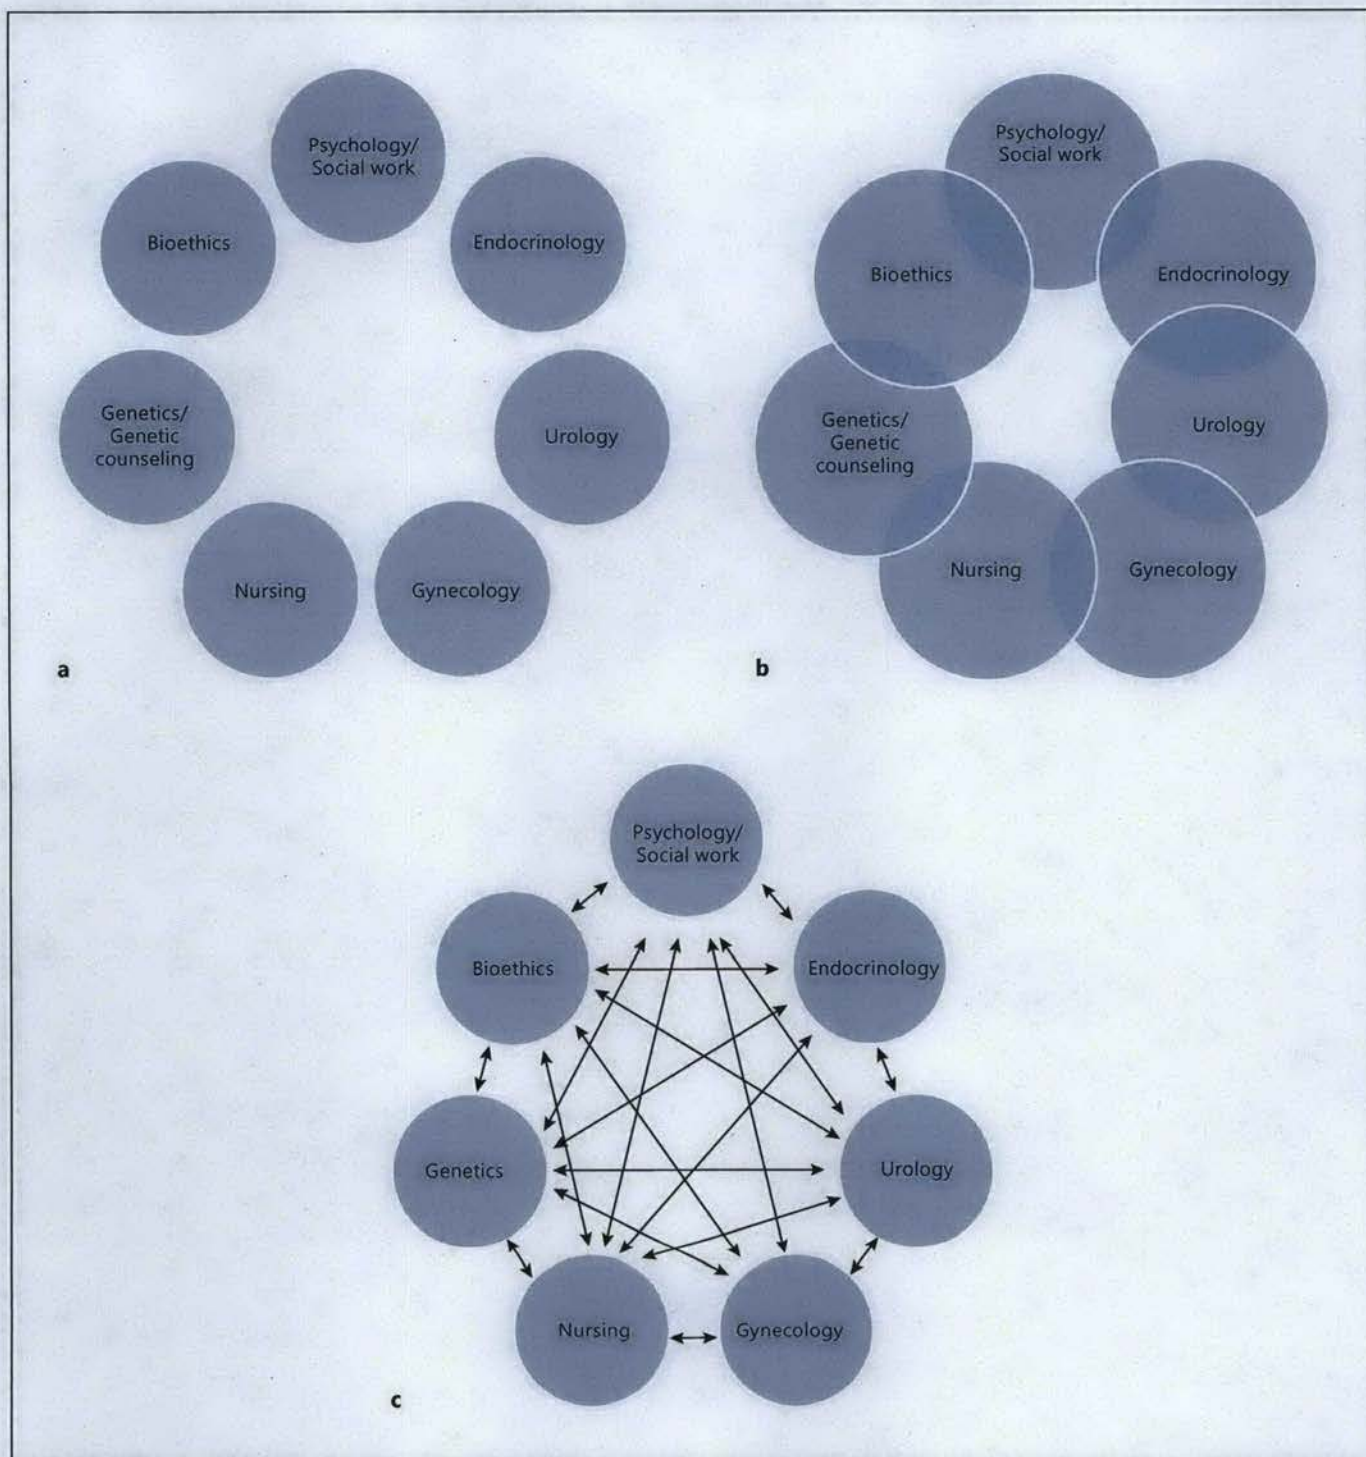 Psychology/
Social work
Bioethics
Endocrinology
Genetics/
Genetic
counseling
Urology
Nursing
Gynecology
a
Psychology/
Social work
Bioethics
Endocrinology
Genetics/
Genetic
counseling
Urology
Nursing
Gynecology
b
Psychology/
Social work
Bioethics
Endocrinology
Genetics
Urology
Nursing
Gynecology
c